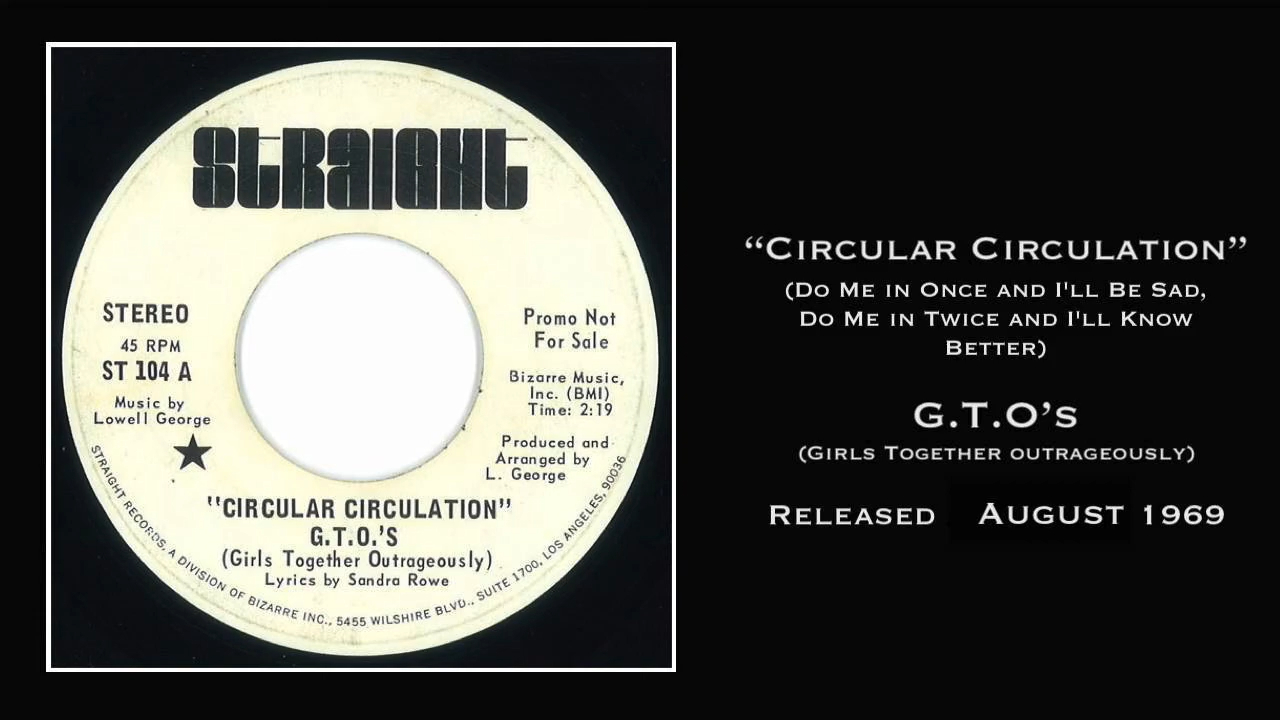 STRAIGHT
STEREO
45 RPM
ST 104 A
Music by
Lowell George
Promo Not
For Sale
Bizarre Music,
Inc. (BMI)
Time: 2:19
Produced and
Arranged by
L. George
"CIRCULAR CIRCULATION"
G.T.O.'S
(Girls Together Outrageously)
Lyrics by Sandra Rowe
STRAIGHT RECORDS, A DIVISION OF BIZARRE INC., 5455 WILSHIRE BLVD., SUITE 1700, LOS ANGELES, 90036
“Circular Circulation”
(Do Me in Once and I'll Be Sad,
Do Me in Twice and I'll Know
Better)
G.T.O’s
(Girls Together outrageously)
Released August 1969